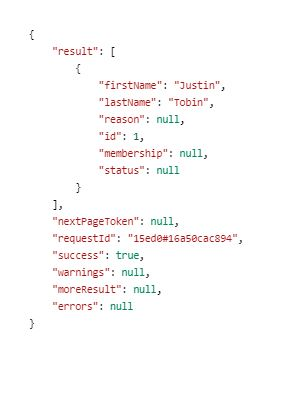 {
    "result": [
        {
            "firstName": "Justin",
            "lastName": "Tobin",
            "reason": null,
            "id": 1,
            "membership": null,
            "status": null
        }
    ],
    "nextPageToken": null,
    "requestId": "15ed0#16a50cac894",
    "success": true,
    "warnings": null,
    "moreResult": null,
    "errors": null
}